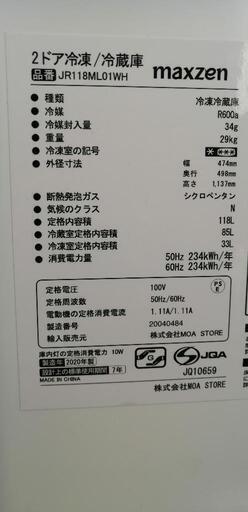 2ドア冷凍/冷蔵庫
品番 JR118ML01WH maxzen
● 種類 冷凍冷蔵庫
● 冷媒 R600a
● 冷媒封入量 34g
● 重量 29kg
● 冷凍室の記号
● 外径寸法 幅 474mm
奥行 498mm
高さ 1,137mm
● 断熱発泡ガス シクロペンタン
● 気候のクラス N
● 定格内容積 118L
● 冷蔵室定格内容積 85L
● 冷凍室定格内容積 33L
● 消費電力量 50Hz 234kWh/年
60Hz 234kWh/年
定格電圧 100V
PS
E
定格周波数 50Hz/60Hz
電動機の定格消費電流 1.11A/1.11A
製造番号 20040484
輸入販売元 株式会社MOA STORE
庫内灯の定格消費電力 10W
製造年 2020年製
設計上の標準使用期間 7年
MADE IN CHINA
JQA
JQ10659
株式会社 MOA STORE